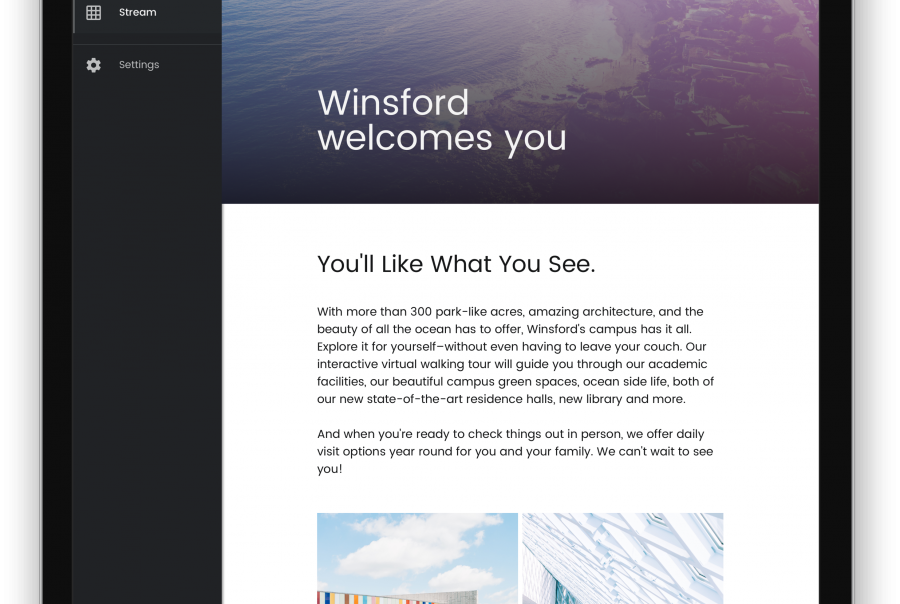 Stream
Settings
Winsford
welcomes you
You'll Like What You See.
With more than 300 park-like acres, amazing architecture, and the
beauty of all the ocean has to offer, Winsford's campus has it all.
Explore it for yourself–without even having to leave your couch. Our
interactive virtual walking tour will guide you through our academic
facilities, our beautiful campus green spaces, ocean side life, both of
our new state-of-the-art residence halls, new library and more.
And when you're ready to check things out in person, we offer daily
visit options year round for you and your family. We can't wait to see
you!